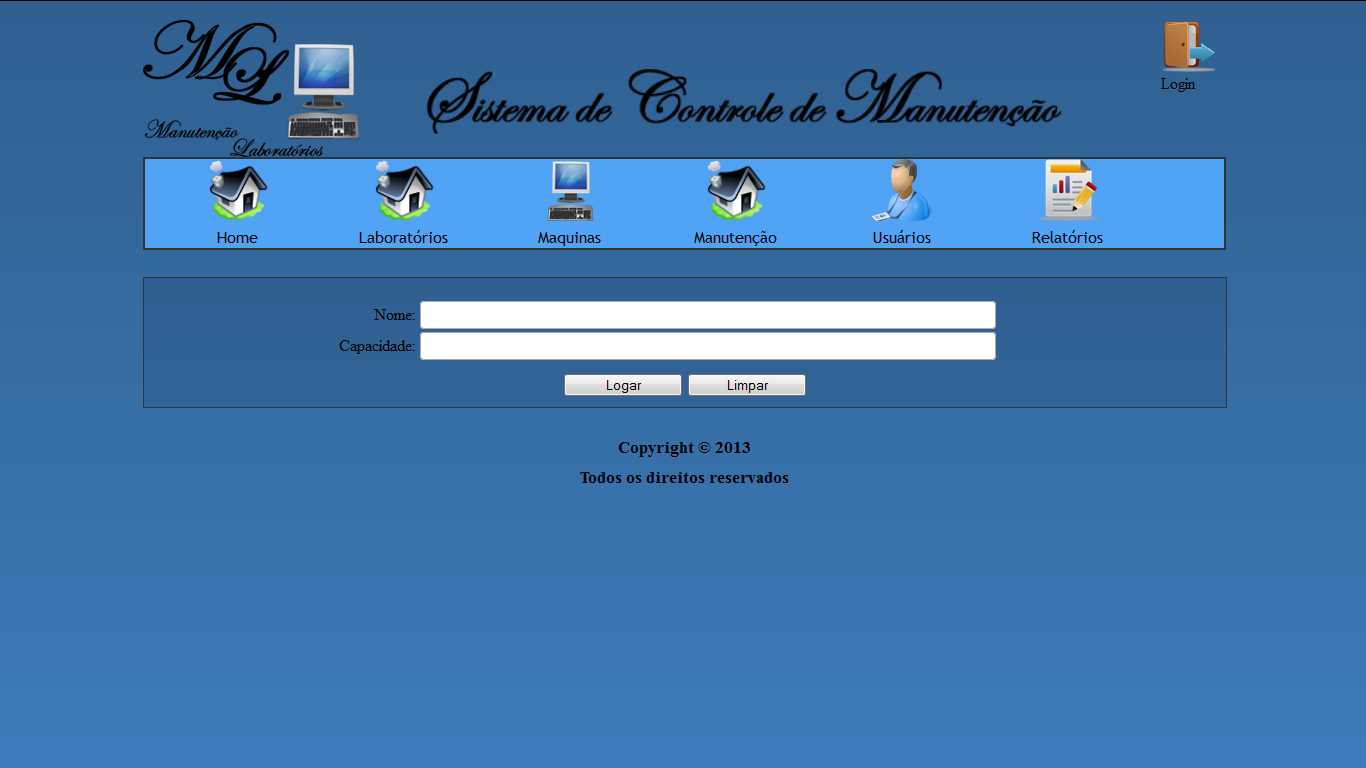 ML
Manutenção
Laboratórios
Sistema de Controle de Manutenção
Login
Home Laboratórios Maquinas Manutenção Usuários Relatórios
Nome:
Capacidade:
Logar Limpar
Copyright © 2013
Todos os direitos reservados